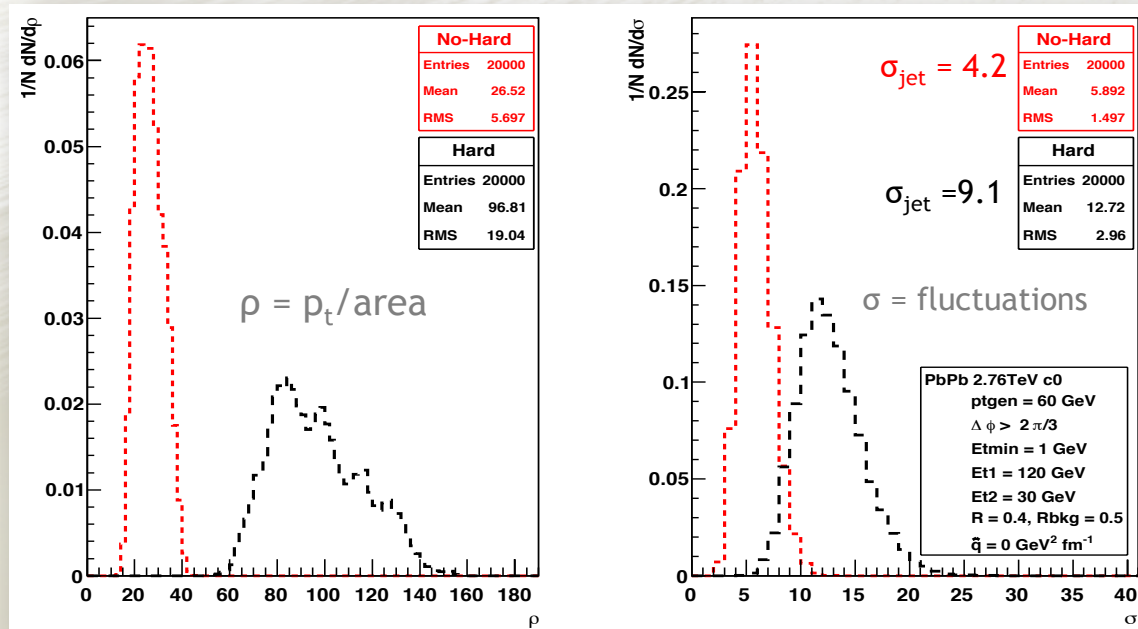 1/N dN/dρ
0.06
0.05
0.04
0.03
0.02
0.01
0
0 20 40 60 80 100 120 140 160 180
ρ
No-Hard
Entries 20000
Mean 26.52
RMS 5.697
Hard
Entries 20000
Mean 96.81
RMS 19.04
ρ = pt/area
1/N dN/dσ
0.25
0.2
0.15
0.1
0.05
0
0 5 10 15 20 25 30 35 40
σ
σjet = 4.2
No-Hard
Entries 20000
Mean 5.892
RMS 1.497
σjet =9.1
Hard
Entries 20000
Mean 12.72
RMS 2.96
σ = fluctuations
PbPb 2.76TeV c0
ptgen = 60 GeV
Δ ϕ > 2 π/3
Etmin = 1 GeV
Et1 = 120 GeV
Et2 = 30 GeV
R = 0.4, Rbkg = 0.5
q̂ = 0 GeV² fm⁻¹